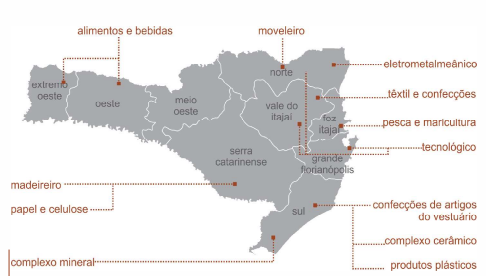 alimentos e bebidas
moveleiro
eletrometalmeânico
têxtil e confecções
pesca e maricultura
tecnológico
extremo
oeste
oeste
meio
oeste
norte
vale do
itajaí
foz
itajaí
serra
catarinense
grande
florianópolis
sul
madeireiro
papel e celulose
complexo mineral
confecções de artigos
do vestuário
complexo cerâmico
produtos plásticos